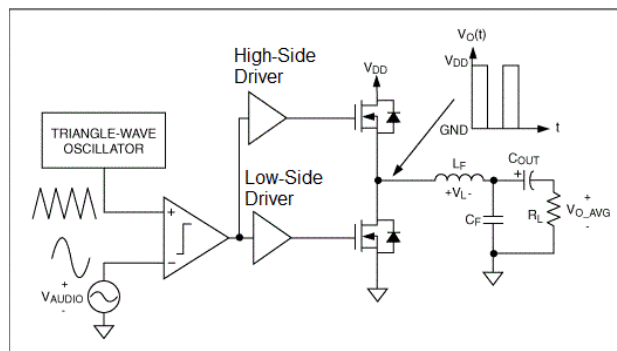 High-Side
Driver
VDD
VO(t)
VDD
GND
t
TRIANGLE-WAVE
OSCILLATOR
Low-Side
Driver
LF
+VL-
COUT
+
CF
RL
+
VO_AVG
-
+
-
+
VAUDIO
-